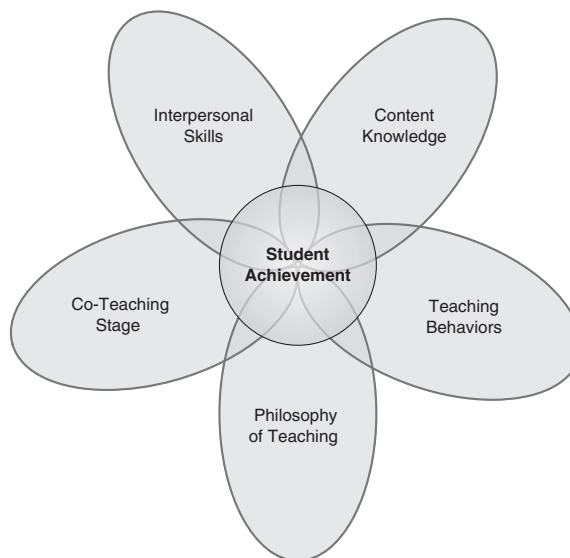 Interpersonal
Skills
Content
Knowledge
Student
Achievement
Co-Teaching
Stage
Teaching
Behaviors
Philosophy
of Teaching